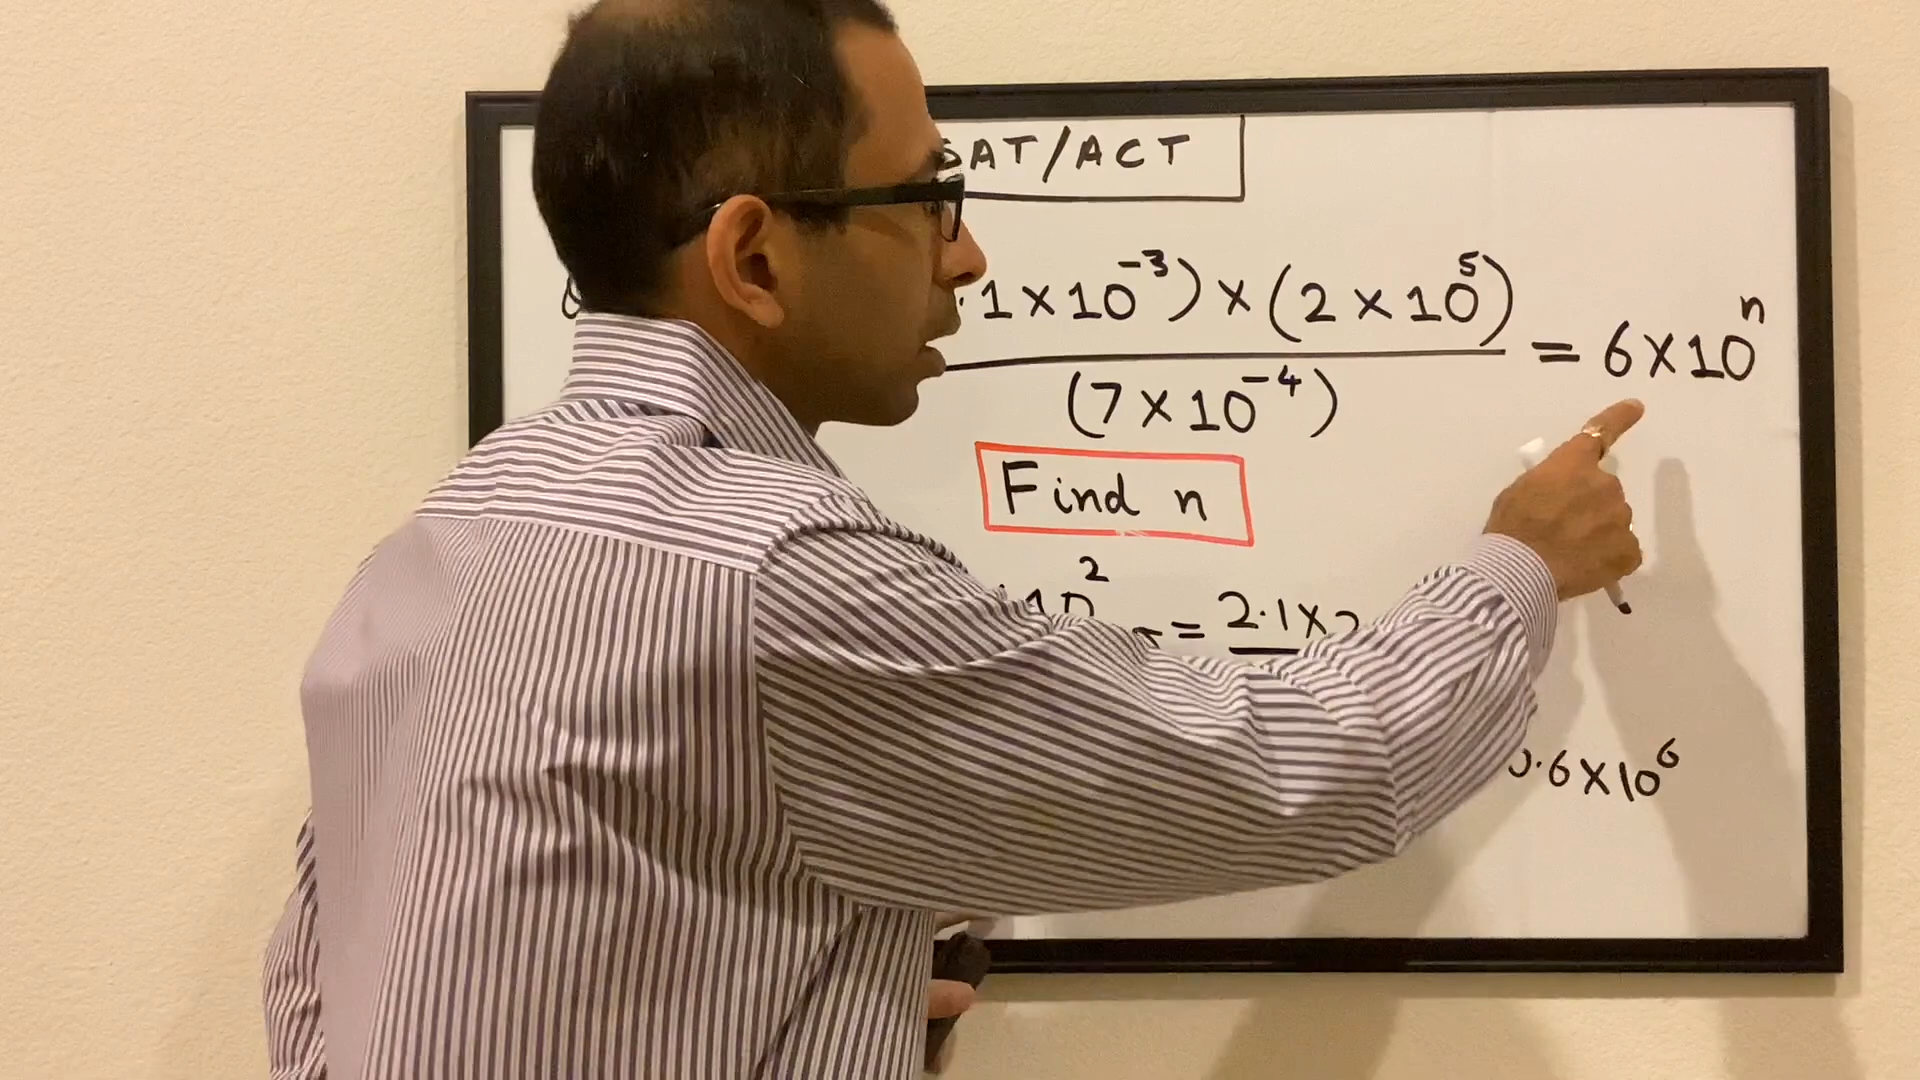 SAT/ACT
.1 x 10⁻³) x (2 x 10⁵)
= 6 x 10ⁿ
(7 x 10⁻⁴)
Find n
10²
= 2.1 x 2
0.6 x 10⁶